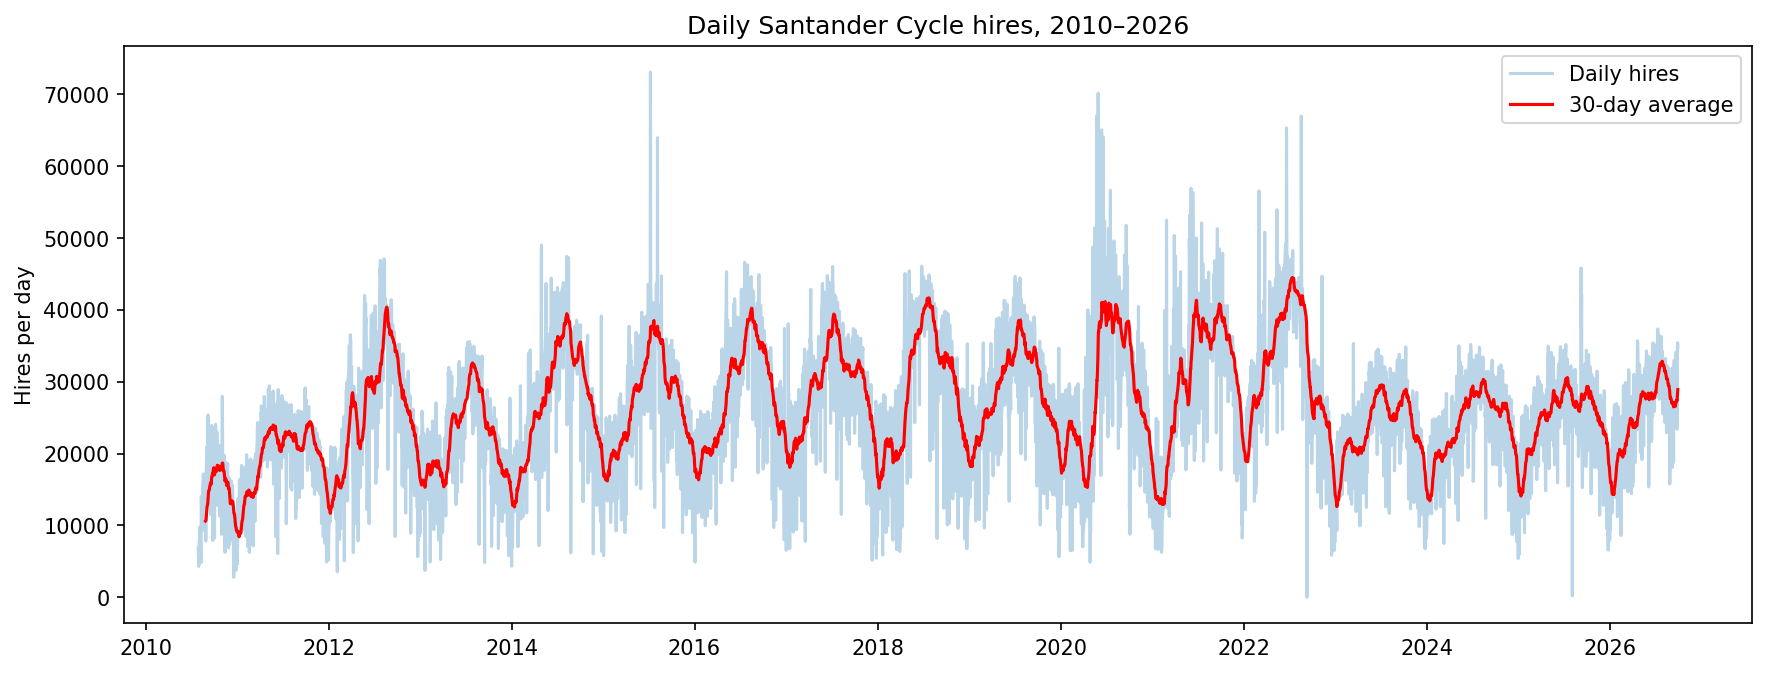 Daily Santander Cycle hires, 2010–2026
Daily hires
30-day average
Hires per day
70000
60000
50000
40000
30000
20000
10000
0
2010 2012 2014 2016 2018 2020 2022 2024 2026